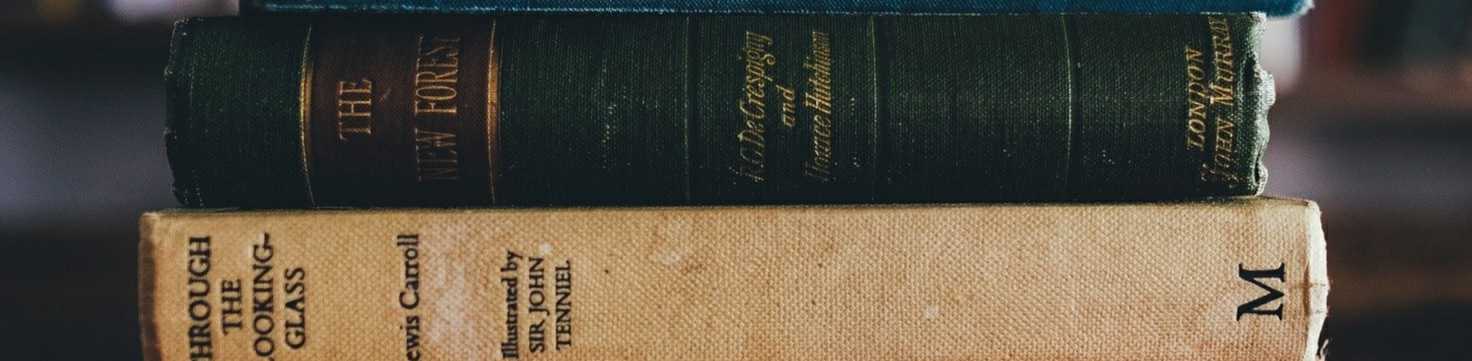 THE
NEW FOREST
De Crespigny
and
Horace Hutchinson
LONDON
JOHN MURRAY
HROUGH
THE
OOKING-
GLASS
ewis Carroll
Illustrated by
SIR JOHN
TENNIEL
M